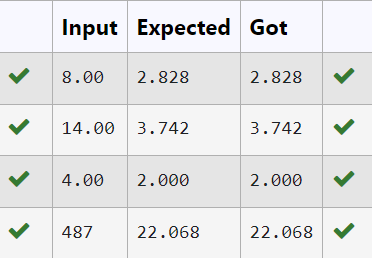 Input Expected Got
8.00 2.828 2.828
14.00 3.742 3.742
4.00 2.000 2.000
487 22.068 22.068